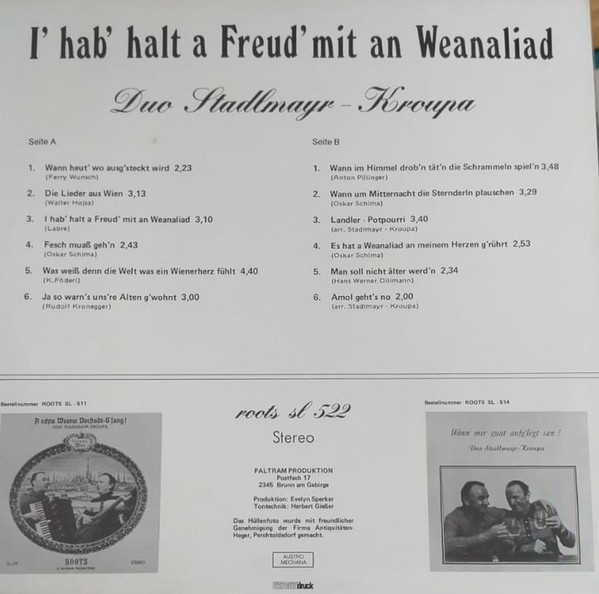 I' hab' halt a Freud' mit an Weanaliad
Duo Stadlmayr - Kroupa
Seite A
1. Wann heut' wo ausg'steckt wird 2,23
(Ferry Wunsch)
2. Die Lieder aus Wien 3,13
(Walter Hojsa)
3. I hab' halt a Freud' mit an Weanaliad 3,10
(Labre)
4. Fesch muaß geh'n 2,43
(Oskar Schima)
5. Was weiß denn die Welt was ein Wienerherz fühlt 4,40
(K.Föderl)
6. Ja so warn's uns're Alten g'wohnt 3,00
(Rudolf Kronegger)
Seite B
1. Wann im Himmel drob'n tät'n die Schrammeln spiel'n 3,48
(Anton Pillinger)
2. Wann um Mitternacht die Sternderln plauschen 3,29
(Oskar Schima)
3. Landler - Potpourri 3,40
(arr. Stadlmayr - Kroupa)
4. Es hat a Weanaliad an meinem Herzen g'rührt 2,53
(Oskar Schima)
5. Man soll nicht älter werd'n 2,34
(Hans Werner Dillmann)
6. Amol geht's no 2,00
(arr. Stadlmayr - Kroupa)
Bestellnummer ROOTS SL - 511
A echta Weana Vorstadt-G'sang!
DUO STADLMAYR-KROUPA
STEREO
ROOTS
roots sl 522
Stereo
PALTRAM PRODUKTION
Postfach 17
2345 Brunn am Gebirge
Produktion: Evelyn Sperker
Tontechnik: Herbert Gießer
Das Hüllenfoto wurde mit freundlicher
Genehmigung der Firma Antiquitäten-
Hager, Perchtoldsdorf gemacht.
AUSTRO
MECHANA
druck
Bestellnummer ROOTS SL - 514
Wann mir guat aufg'legt san!
Duo Stadlmayr-Kroupa